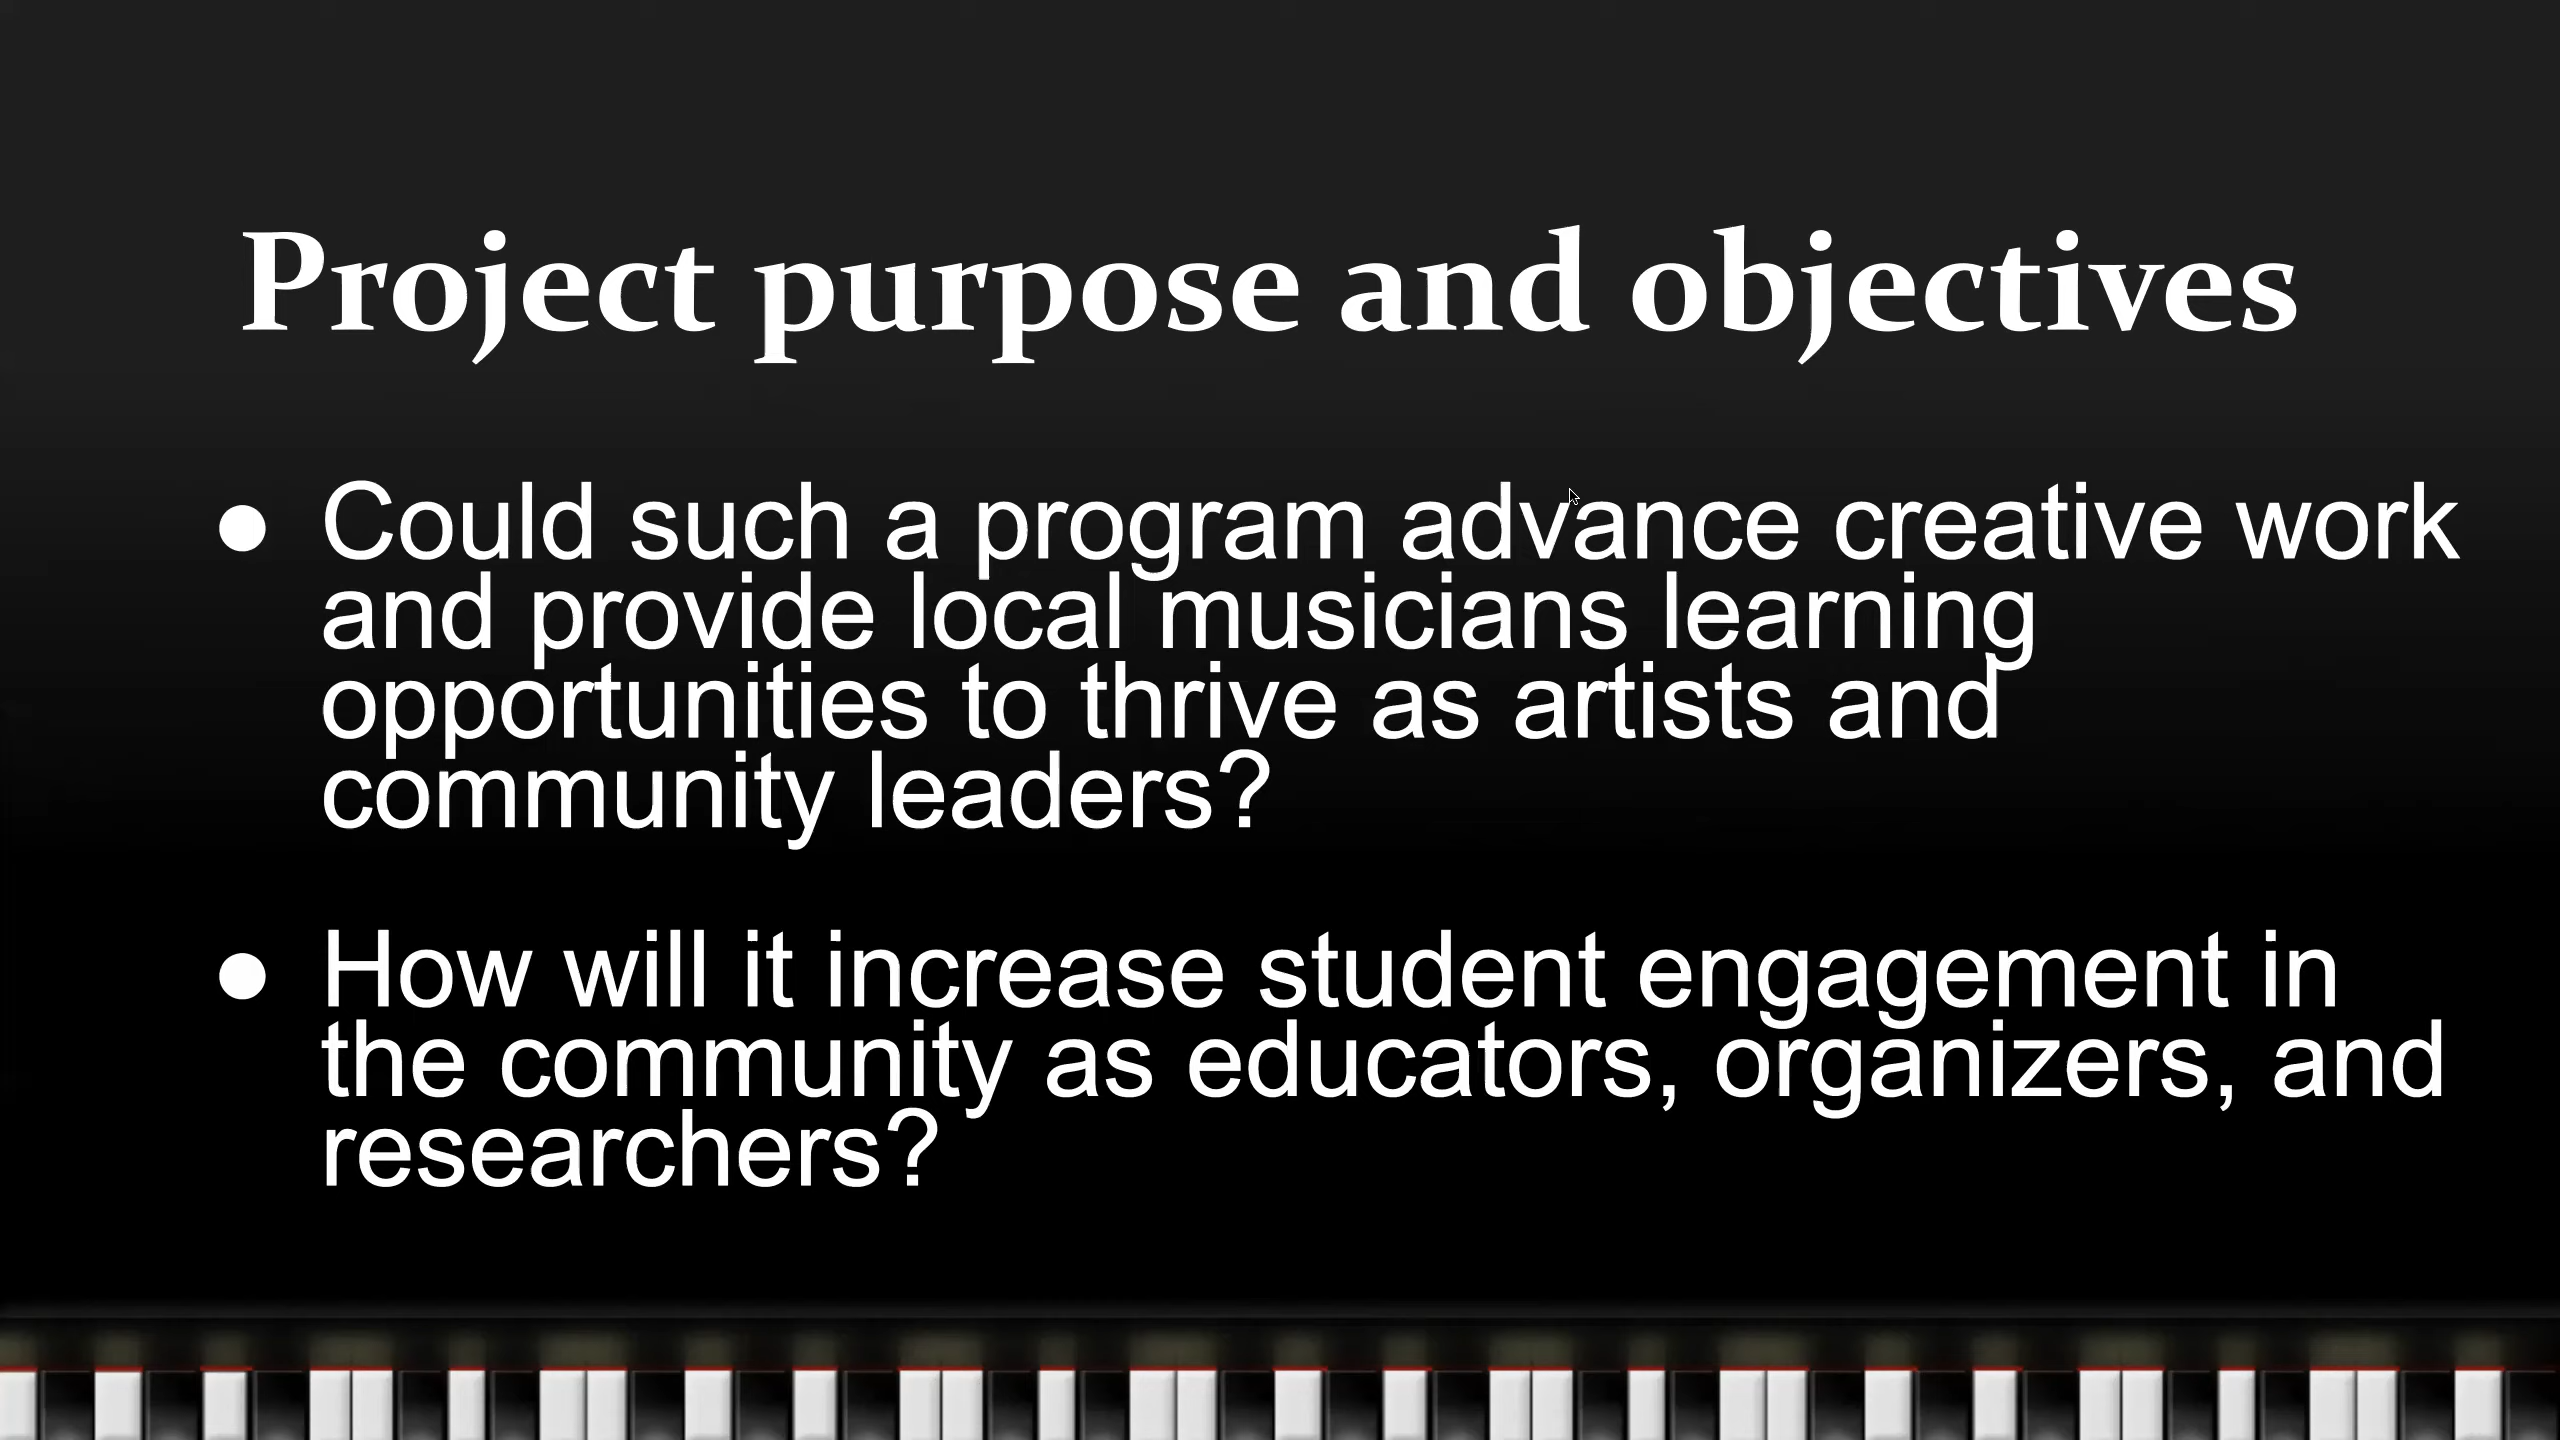 Project purpose and objectives
● Could such a program advance creative work
and provide local musicians learning
opportunities to thrive as artists and
community leaders?
● How will it increase student engagement in
the community as educators, organizers, and
researchers?